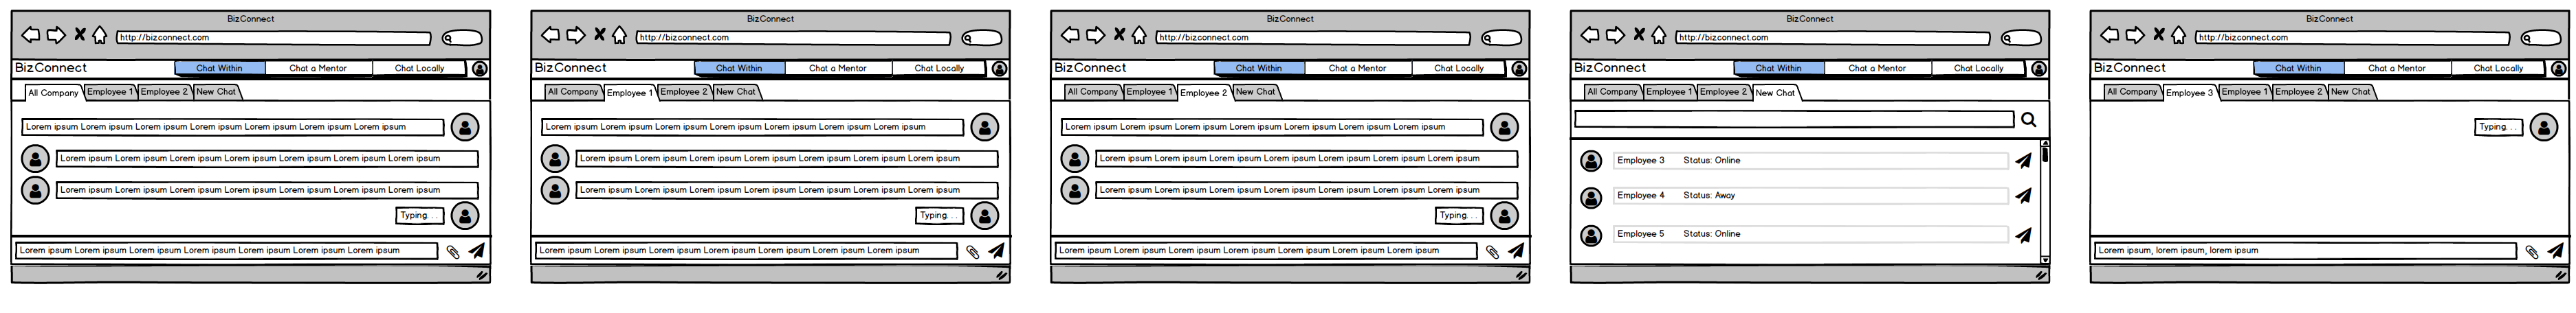 BizConnect
http://bizconnect.com
BizConnect Chat Within Chat a Mentor Chat Locally
All Company Employee 1 Employee 2 New Chat
Lorem ipsum Lorem ipsum Lorem ipsum Lorem ipsum Lorem ipsum Lorem ipsum Lorem ipsum
Lorem ipsum Lorem ipsum Lorem ipsum Lorem ipsum Lorem ipsum Lorem ipsum Lorem ipsum
Lorem ipsum Lorem ipsum Lorem ipsum Lorem ipsum Lorem ipsum Lorem ipsum Lorem ipsum
Typing. . .
Lorem ipsum Lorem ipsum Lorem ipsum Lorem ipsum Lorem ipsum Lorem ipsum Lorem ipsum
BizConnect
http://bizconnect.com
BizConnect Chat Within Chat a Mentor Chat Locally
All Company Employee 1 Employee 2 New Chat
Lorem ipsum Lorem ipsum Lorem ipsum Lorem ipsum Lorem ipsum Lorem ipsum Lorem ipsum
Lorem ipsum Lorem ipsum Lorem ipsum Lorem ipsum Lorem ipsum Lorem ipsum Lorem ipsum
Lorem ipsum Lorem ipsum Lorem ipsum Lorem ipsum Lorem ipsum Lorem ipsum Lorem ipsum
Typing. . .
Lorem ipsum Lorem ipsum Lorem ipsum Lorem ipsum Lorem ipsum Lorem ipsum Lorem ipsum
BizConnect
http://bizconnect.com
BizConnect Chat Within Chat a Mentor Chat Locally
All Company Employee 1 Employee 2 New Chat
Lorem ipsum Lorem ipsum Lorem ipsum Lorem ipsum Lorem ipsum Lorem ipsum Lorem ipsum
Lorem ipsum Lorem ipsum Lorem ipsum Lorem ipsum Lorem ipsum Lorem ipsum Lorem ipsum
Lorem ipsum Lorem ipsum Lorem ipsum Lorem ipsum Lorem ipsum Lorem ipsum Lorem ipsum
Typing. . .
Lorem ipsum Lorem ipsum Lorem ipsum Lorem ipsum Lorem ipsum Lorem ipsum Lorem ipsum
BizConnect
http://bizconnect.com
BizConnect Chat Within Chat a Mentor Chat Locally
All Company Employee 1 Employee 2 New Chat
Employee 3 Status: Online
Employee 4 Status: Away
Employee 5 Status: Online
BizConnect
http://bizconnect.com
BizConnect Chat Within Chat a Mentor Chat Locally
All Company Employee 3 Employee 1 Employee 2 New Chat
Typing. . .
Lorem ipsum, lorem ipsum, lorem ipsum